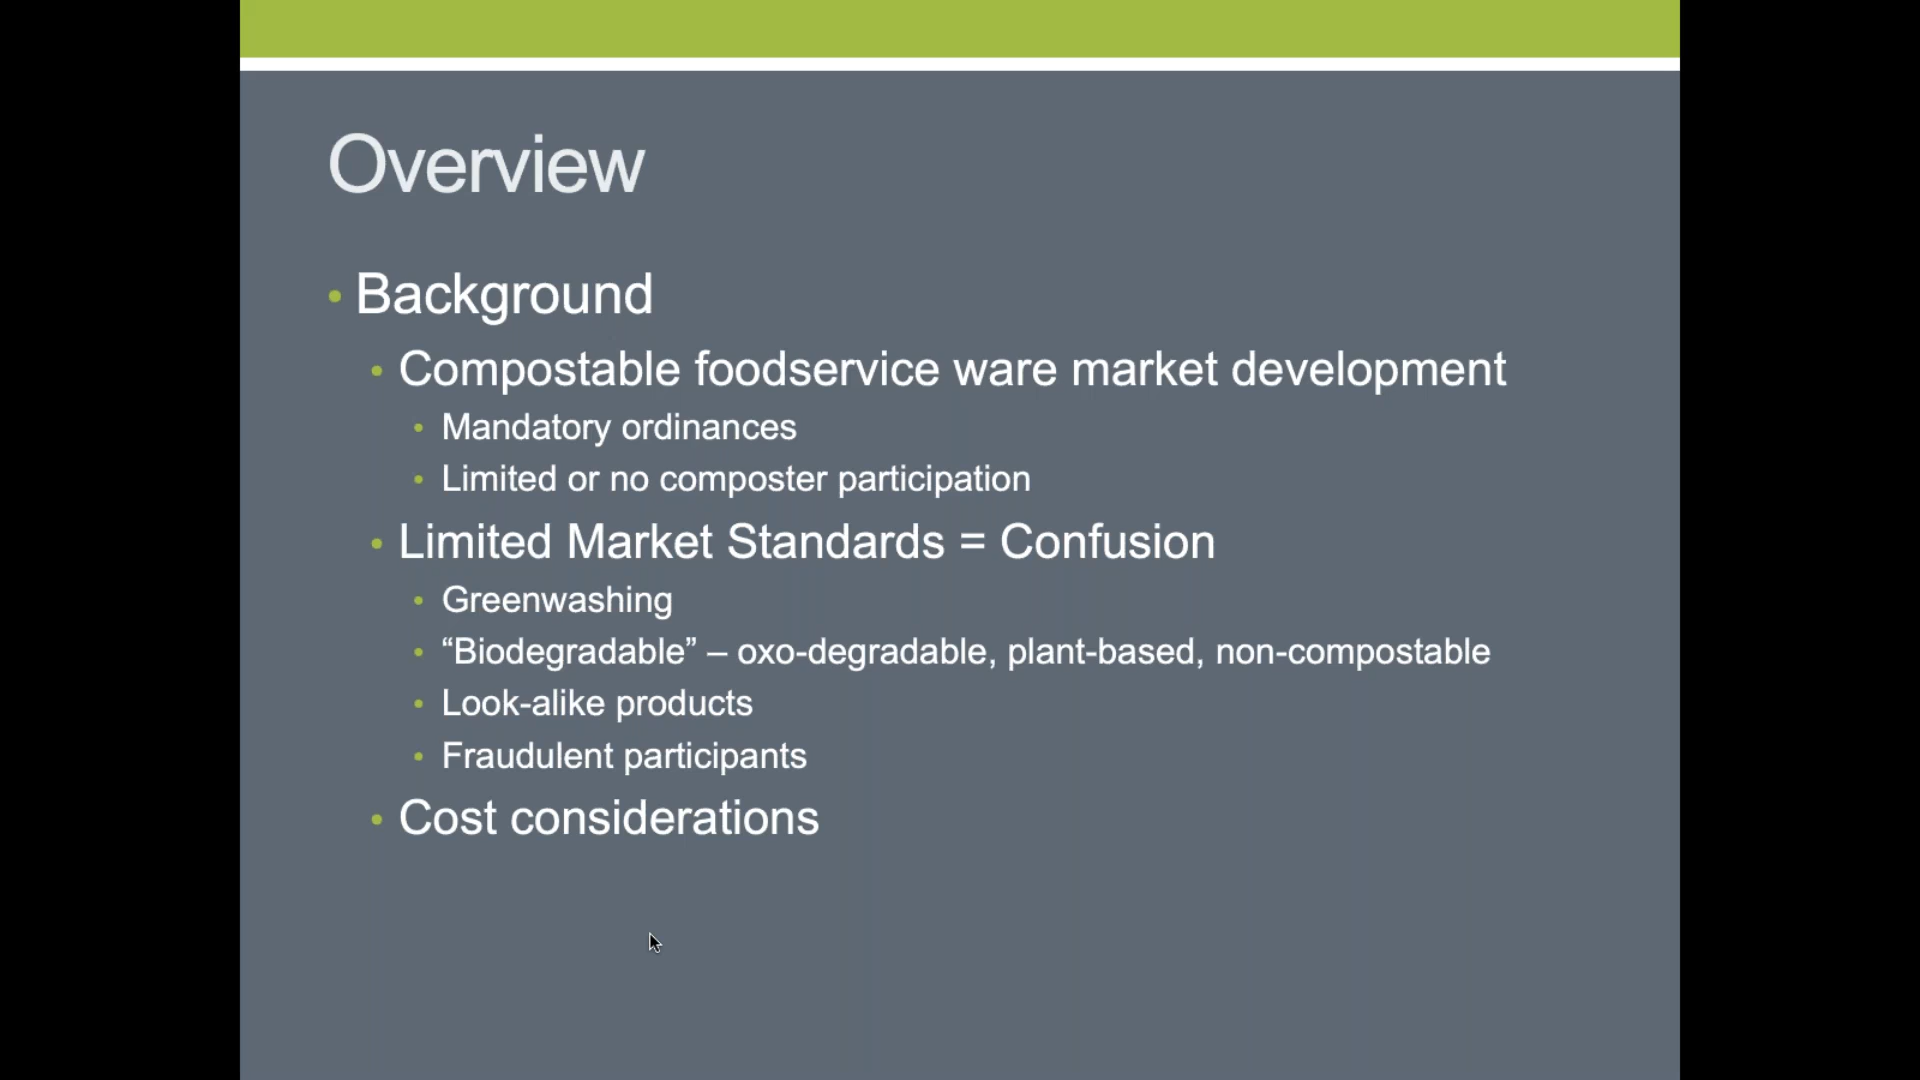 Overview
• Background
• Compostable foodservice ware market development
• Mandatory ordinances
• Limited or no composter participation
• Limited Market Standards = Confusion
• Greenwashing
• “Biodegradable” – oxo-degradable, plant-based, non-compostable
• Look-alike products
• Fraudulent participants
• Cost considerations